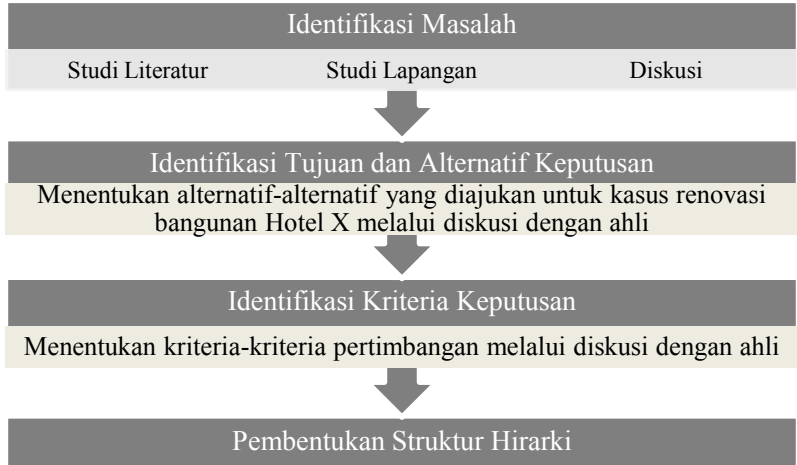 Identifikasi Masalah
Studi Literatur Studi Lapangan Diskusi
Identifikasi Tujuan dan Alternatif Keputusan
Menentukan alternatif-alternatif yang diajukan untuk kasus renovasi
bangunan Hotel X melalui diskusi dengan ahli
Identifikasi Kriteria Keputusan
Menentukan kriteria-kriteria pertimbangan melalui diskusi dengan ahli
Pembentukan Struktur Hirarki